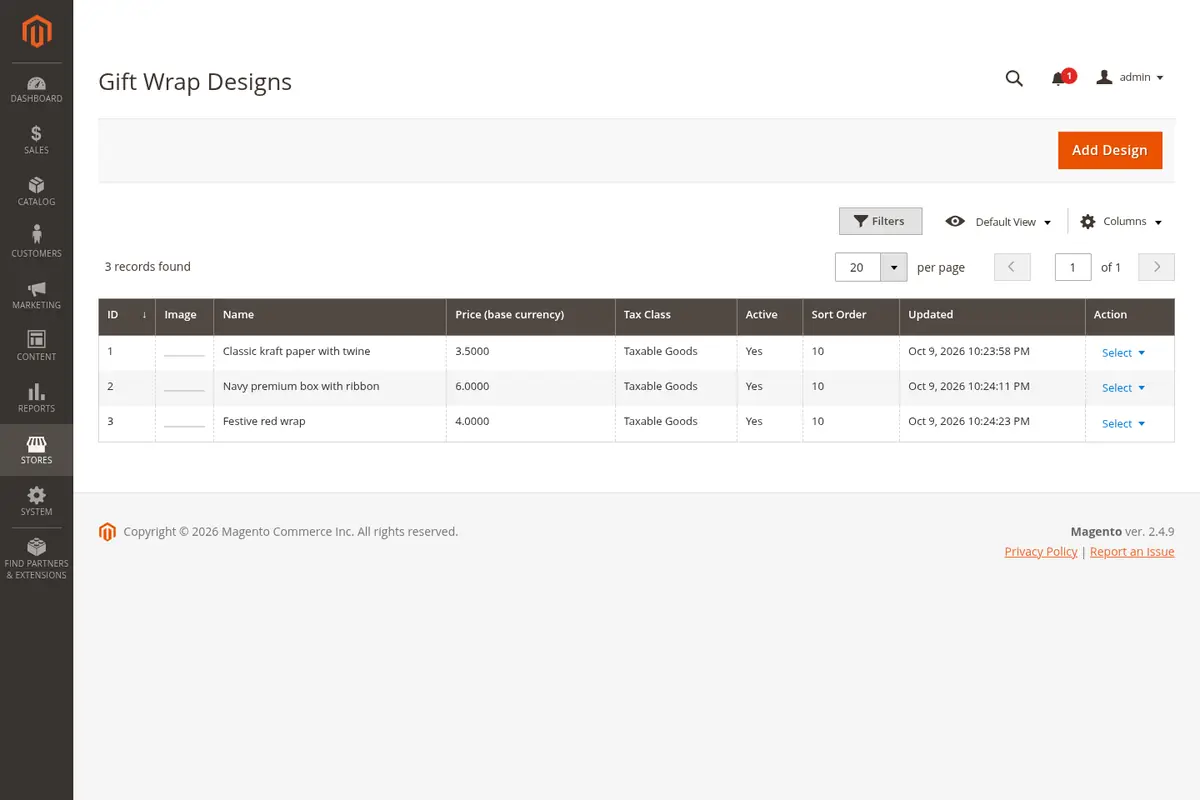 Gift Wrap Designs
1
admin
DASHBOARD
SALES
CATALOG
CUSTOMERS
MARKETING
CONTENT
REPORTS
STORES
SYSTEM
FIND PARTNERS
& EXTENSIONS
Add Design
Filters
Default View
Columns
3 records found
20
per page
1
of 1
ID ↓ Image Name Price (base currency) Tax Class Active Sort Order Updated Action
1 Classic kraft paper with twine 3.5000 Taxable Goods Yes 10 Oct 9, 2026 10:23:58 PM Select
2 Navy premium box with ribbon 6.0000 Taxable Goods Yes 10 Oct 9, 2026 10:24:11 PM Select
3 Festive red wrap 4.0000 Taxable Goods Yes 10 Oct 9, 2026 10:24:23 PM Select
Copyright © 2026 Magento Commerce Inc. All rights reserved.
Magento ver. 2.4.9
Privacy Policy | Report an Issue